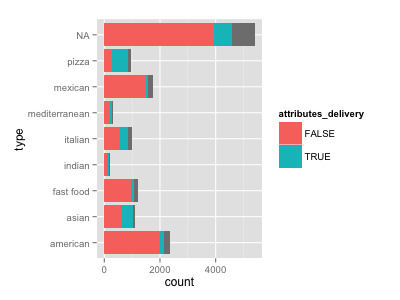 NA
pizza
mexican
mediterranean
italian
indian
fast food
asian
american
type
0 2000 4000
count
attributes_delivery
FALSE
TRUE